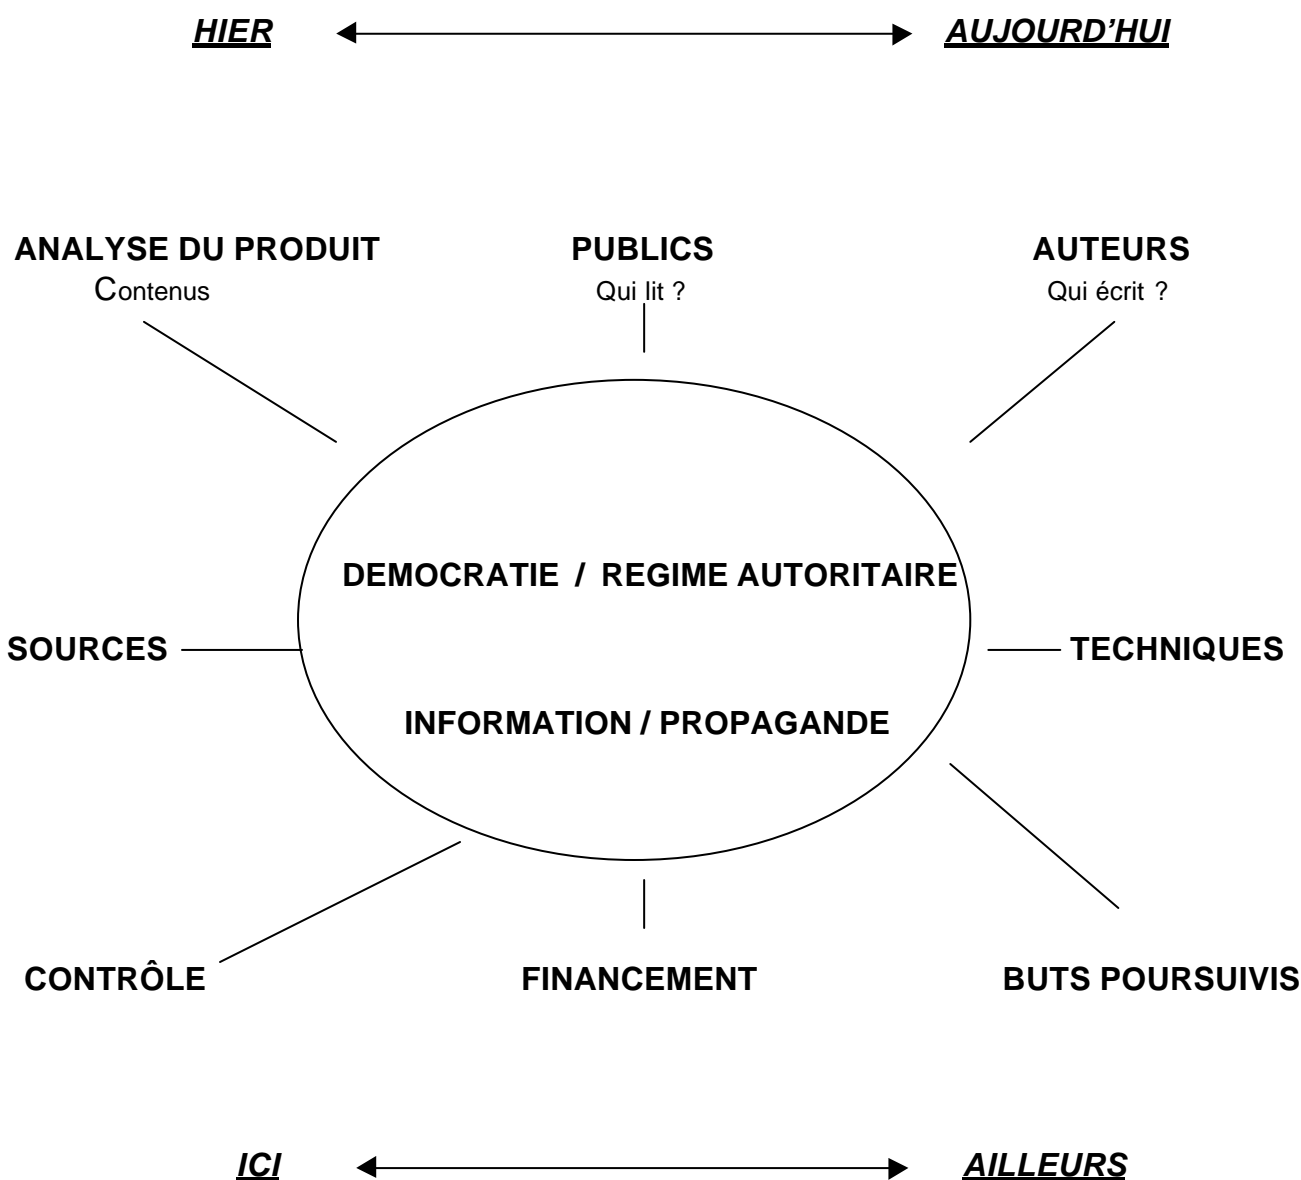 HIER AUJOURD'HUI
ANALYSE DU PRODUIT PUBLICS AUTEURS
Contenus Qui lit ? Qui écrit ?
DEMOCRATIE / REGIME AUTORITAIRE
SOURCES TECHNIQUES
INFORMATION / PROPAGANDE
CONTRÔLE FINANCEMENT BUTS POURSUIVIS
ICI AILLEURS